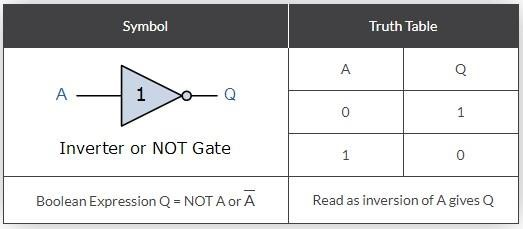 Symbol
Truth Table
A
1
Q
Inverter or NOT Gate
A Q
0 1
1 0
Boolean Expression Q = NOT A or A̅
Read as inversion of A gives Q